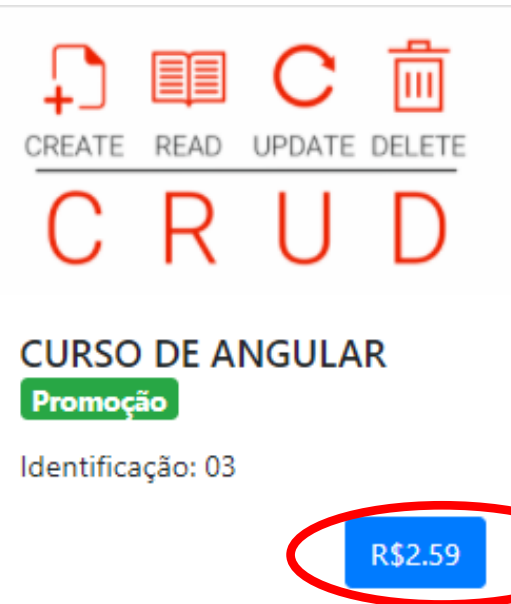 CREATE READ UPDATE DELETE
C R U D
CURSO DE ANGULAR
Promoção
Identificação: 03
R$2.59